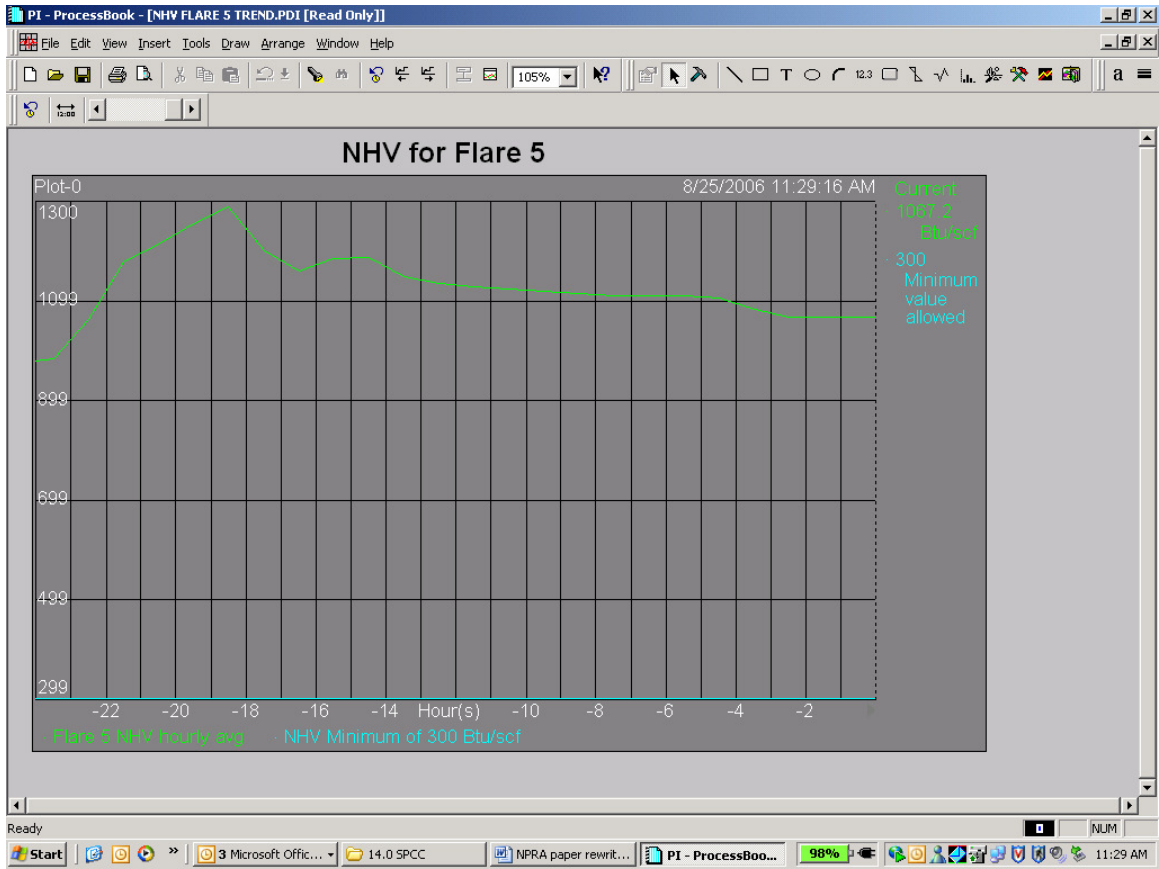 PI - ProcessBook - [NHV FLARE 5 TREND.PDI [Read Only]]
File Edit View Insert Tools Draw Arrange Window Help
105%
T
12.3
a
12:00
NHV for Flare 5
Plot-0
8/25/2006 11:29:16 AM
Current
1067.2
Btu/scf
300
Minimum
value
allowed
1300
1099
899
699
499
299
-22 -20 -18 -16 -14 Hour(s) -10 -8 -6 -4 -2
Flare 5 NHV hourly avg
NHV Minimum of 300 Btu/scf
Ready
NUM
Start
3 Microsoft Offic...
14.0 SPCC
NPRA paper rewrit...
PI - ProcessBoo...
98%
11:29 AM